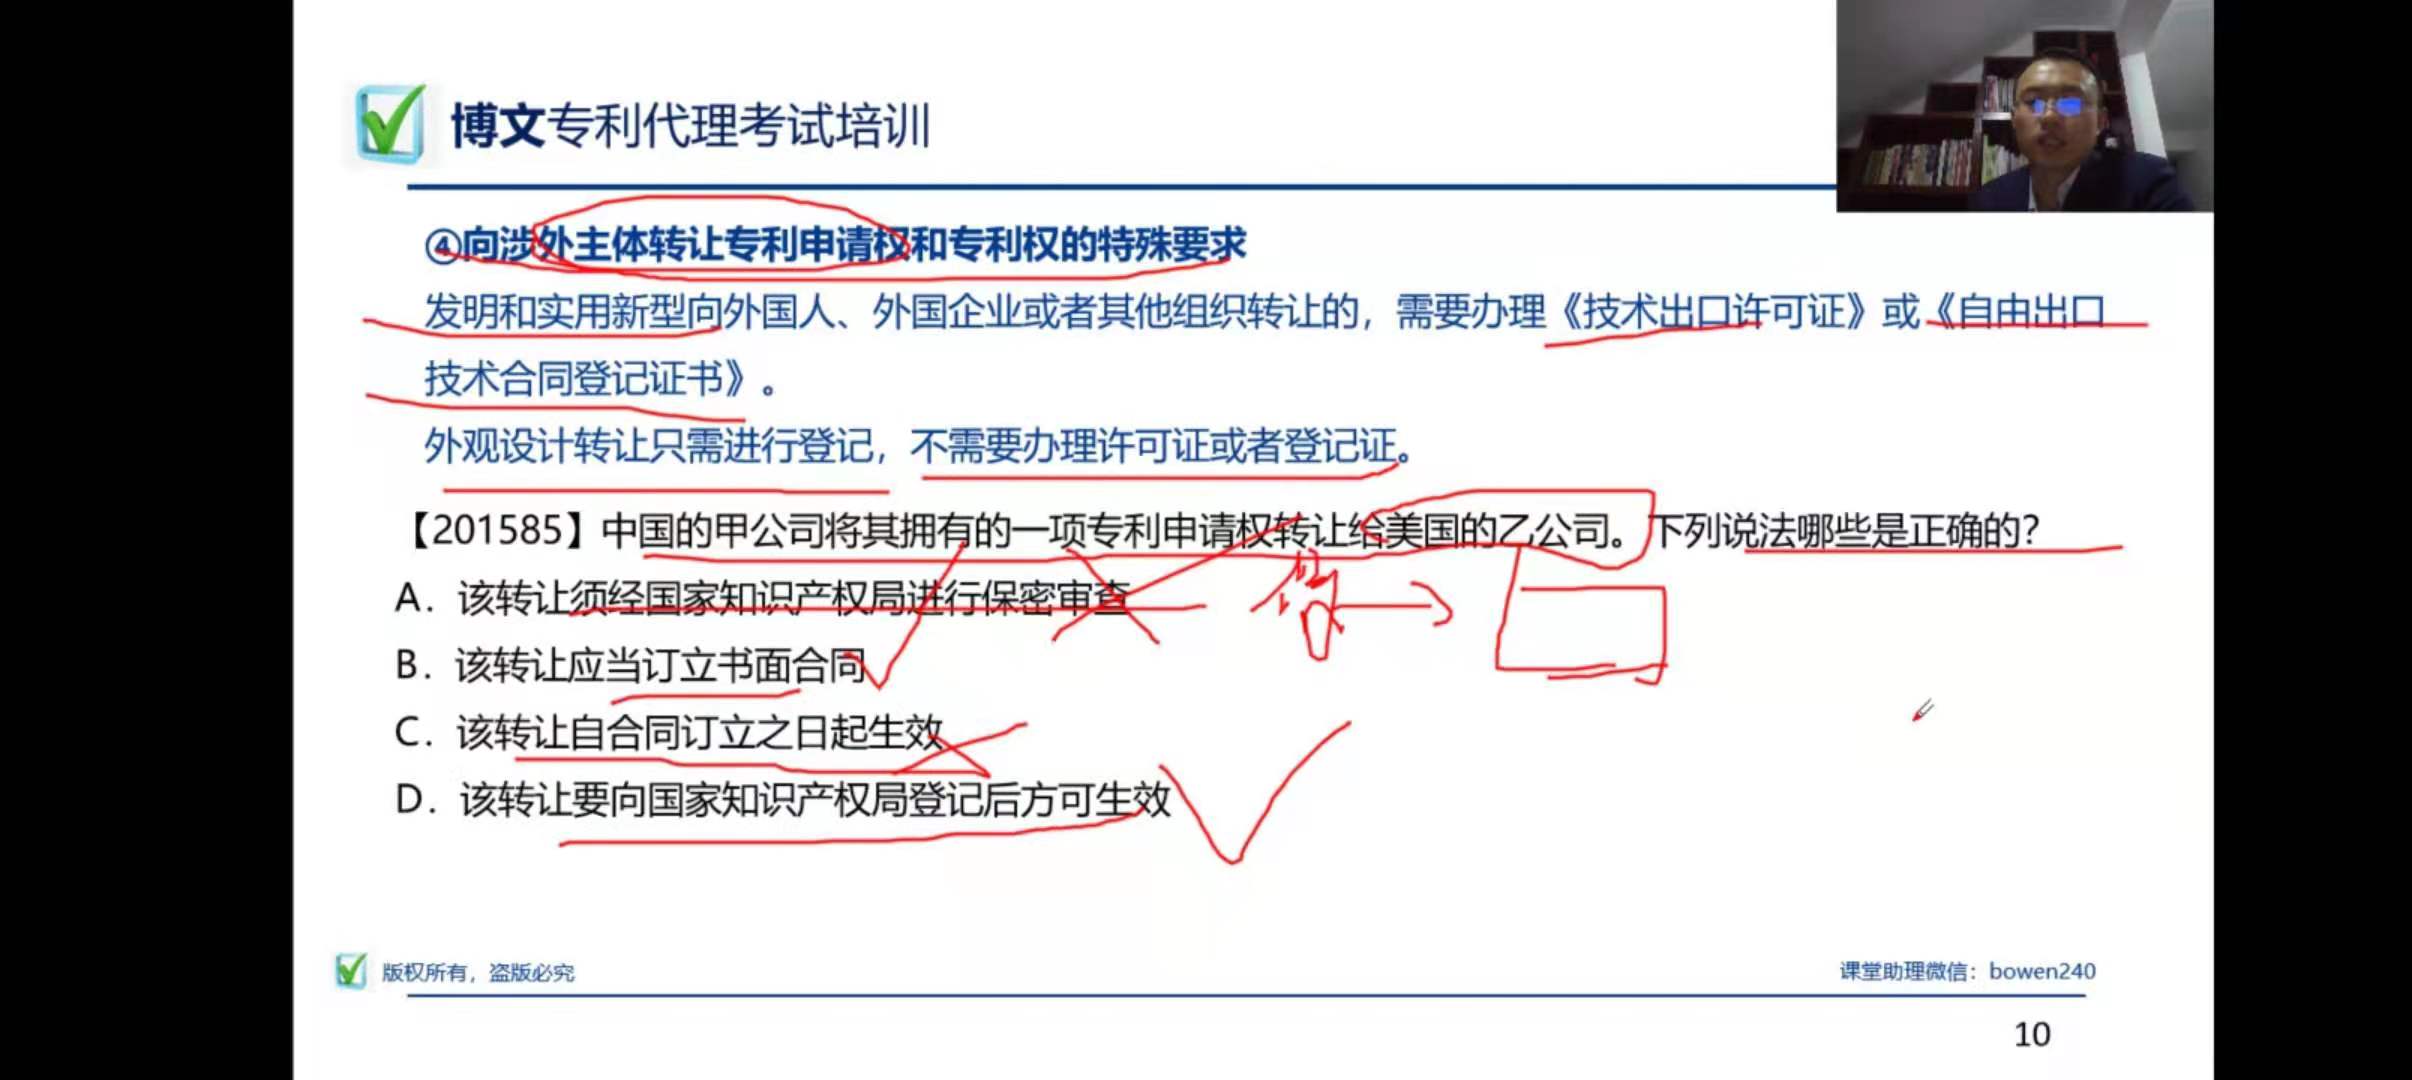 博文专利代理考试培训
④向涉外主体转让专利申请权和专利权的特殊要求
发明和实用新型向外国人、外国企业或者其他组织转让的，需要办理《技术出口许可证》或《自由出口
技术合同登记证书》。
外观设计转让只需进行登记，不需要办理许可证或者登记证。
【201585】中国的甲公司将其拥有的一项专利申请权转让给美国的乙公司。下列说法哪些是正确的？
A. 该转让须经国家知识产权局进行保密审查
B. 该转让应当订立书面合同
C. 该转让自合同订立之日起生效
D. 该转让要向国家知识产权局登记后方可生效
版权所有，盗版必究
课堂助理微信：bowen240
10